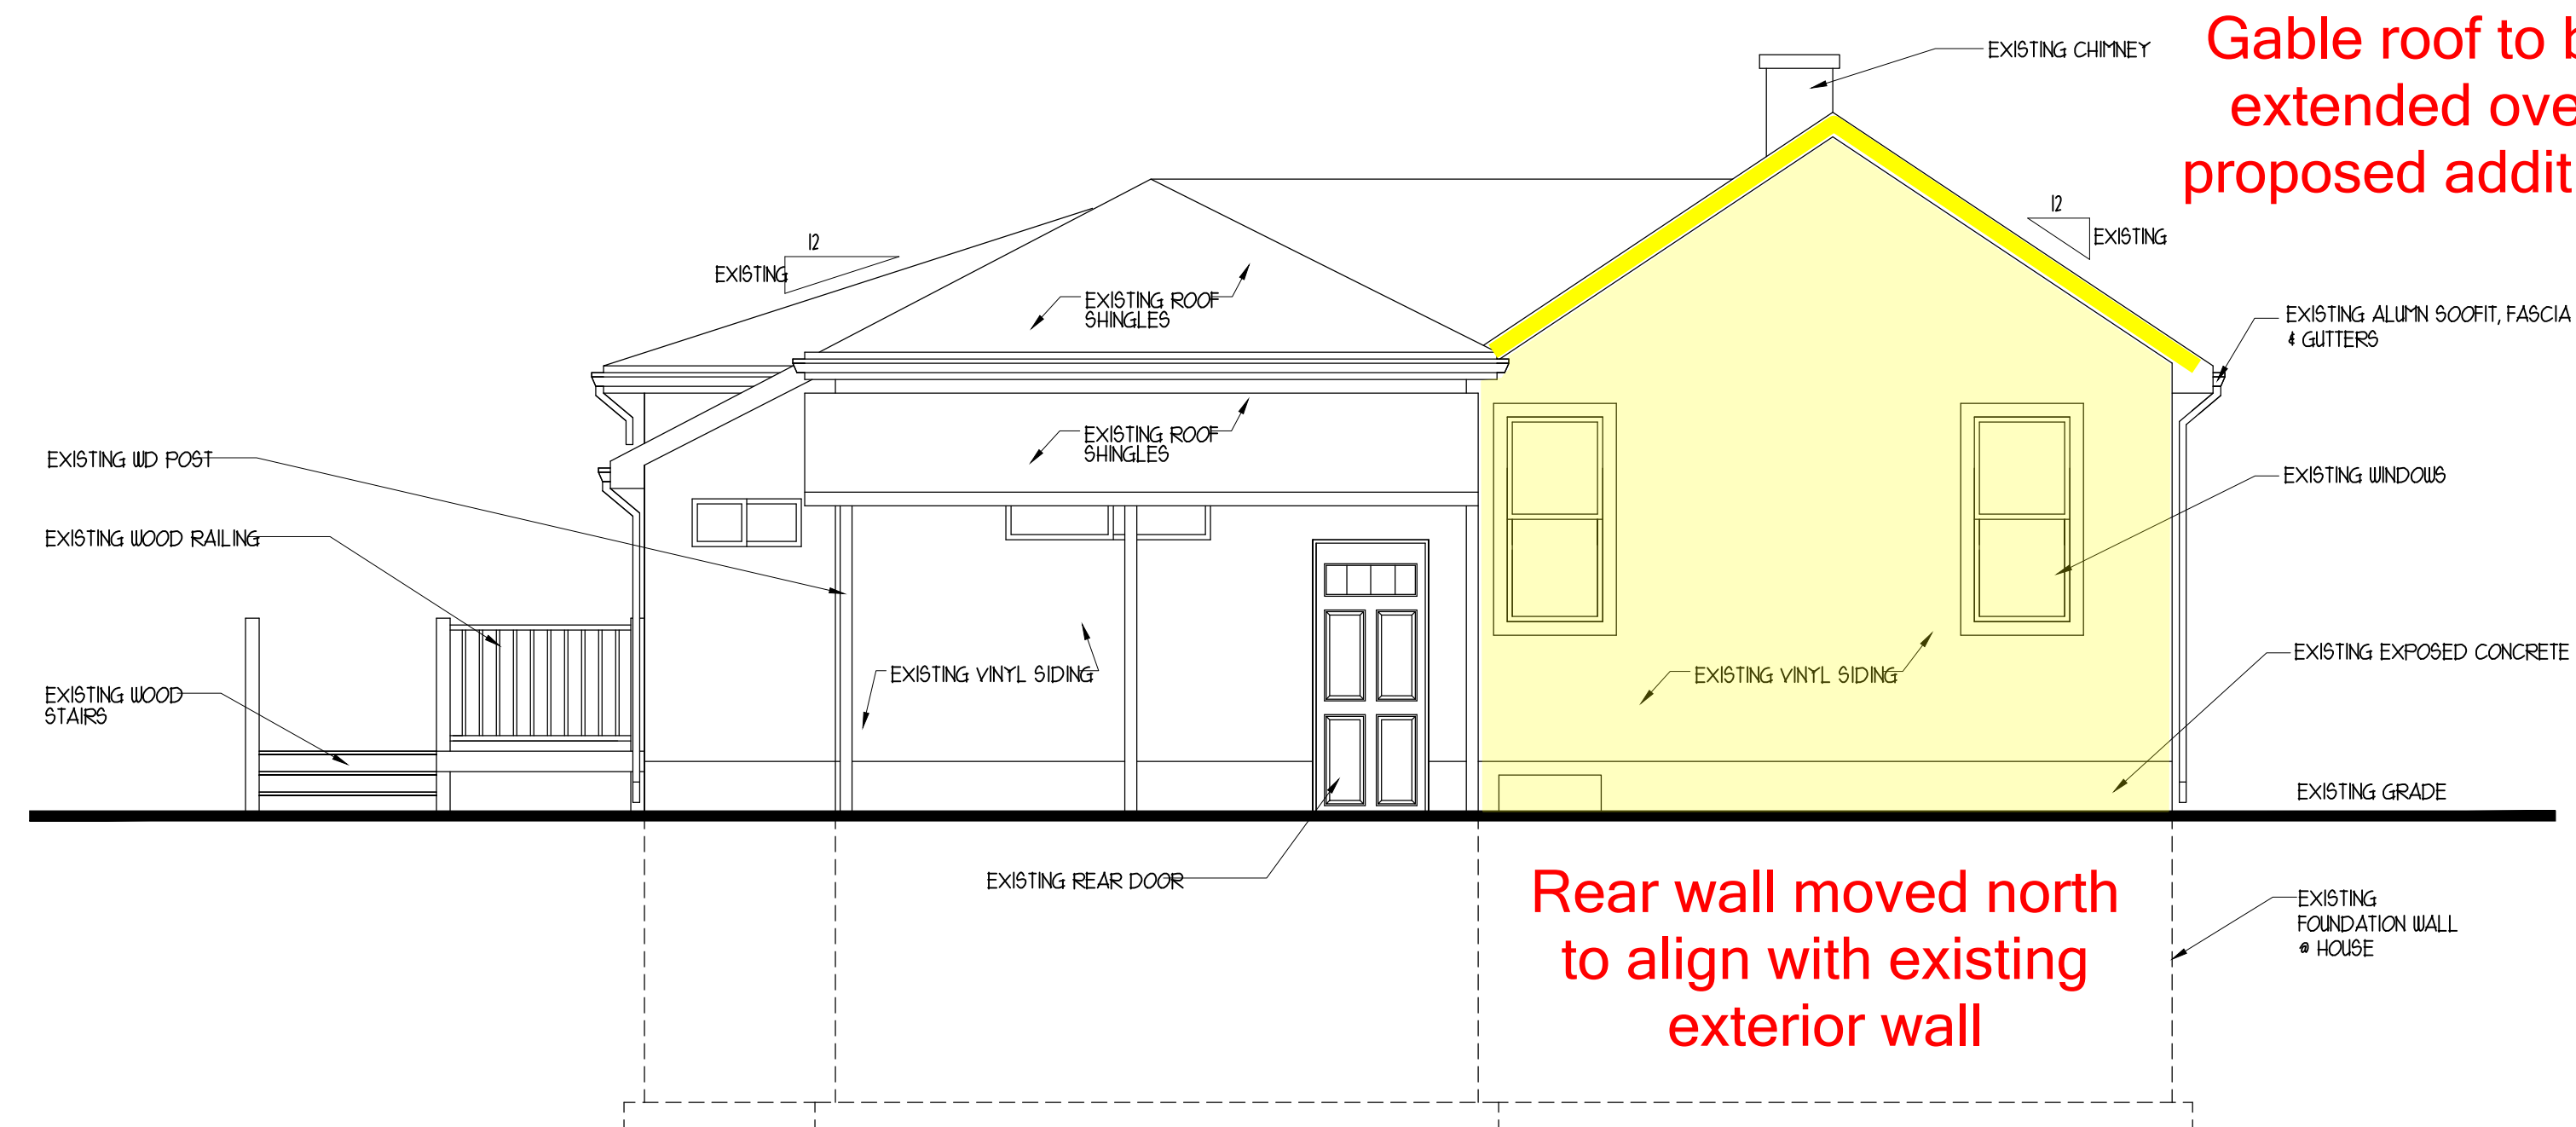 EXISTING CHIMNEY
Gable roof to b
extended ove
proposed addit
12
EXISTING
12
EXISTING
EXISTING ROOF
SHINGLES
EXISTING ALUMN SOOFIT, FASCIA
& GUTTERS
EXISTING ROOF
SHINGLES
EXISTING WD POST
EXISTING WINDOWS
EXISTING WOOD RAILING
EXISTING VINYL SIDING
EXISTING VINYL SIDING
EXISTING EXPOSED CONCRETE
EXISTING WOOD
STAIRS
EXISTING GRADE
EXISTING REAR DOOR
Rear wall moved north
to align with existing
exterior wall
EXISTING
FOUNDATION WALL
@ HOUSE